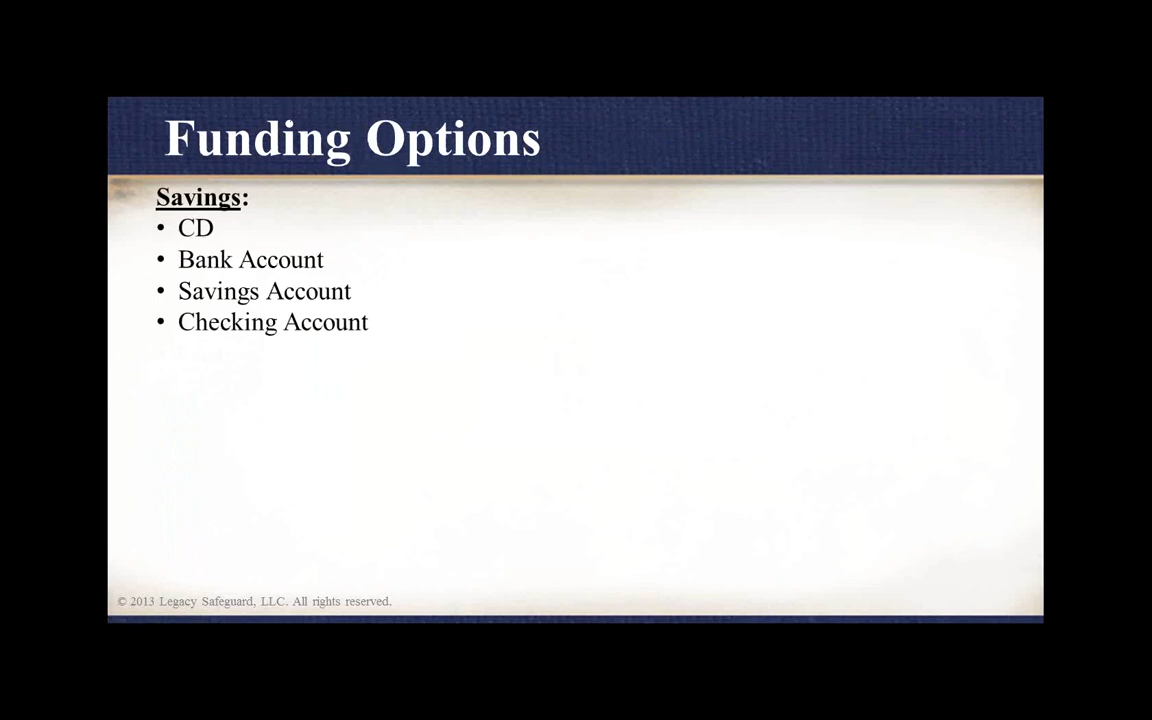 Funding Options
Savings:
• CD
• Bank Account
• Savings Account
• Checking Account
© 2013 Legacy Safeguard, LLC. All rights reserved.